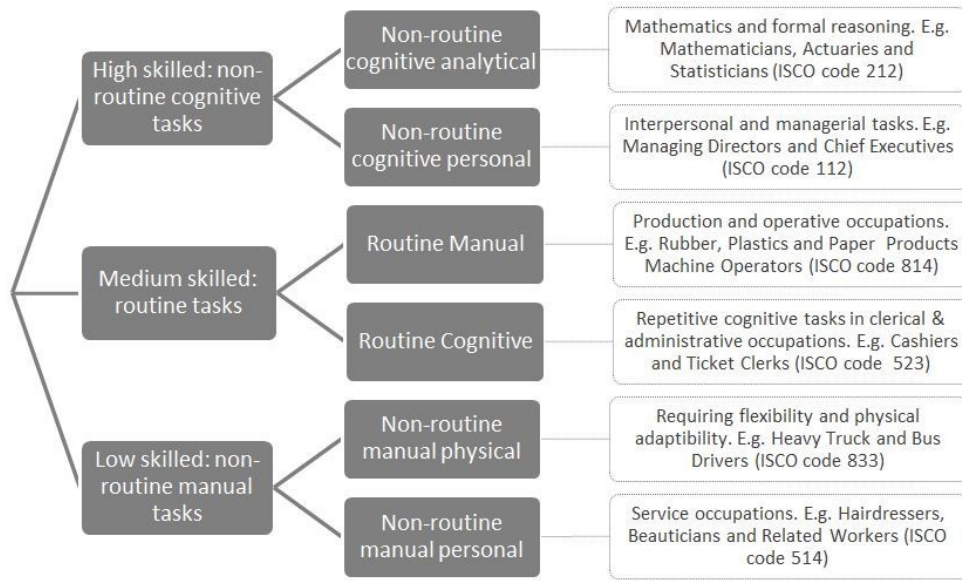 High skilled: non-
routine cognitive
tasks
Non-routine
cognitive analytical
Mathematics and formal reasoning. E.g.
Mathematicians, Actuaries and
Statisticians (ISCO code 212)
Non-routine
cognitive personal
Interpersonal and managerial tasks. E.g.
Managing Directors and Chief Executives
(ISCO code 112)
Medium skilled:
routine tasks
Routine Manual
Production and operative occupations.
E.g. Rubber, Plastics and Paper Products
Machine Operators (ISCO code 814)
Routine Cognitive
Repetitive cognitive tasks in clerical &
administrative occupations. E.g. Cashiers
and Ticket Clerks (ISCO code 523)
Low skilled: non-
routine manual
tasks
Non-routine
manual physical
Requiring flexibility and physical
adaptibility. E.g. Heavy Truck and Bus
Drivers (ISCO code 833)
Non-routine
manual personal
Service occupations. E.g. Hairdressers,
Beauticians and Related Workers (ISCO
code 514)